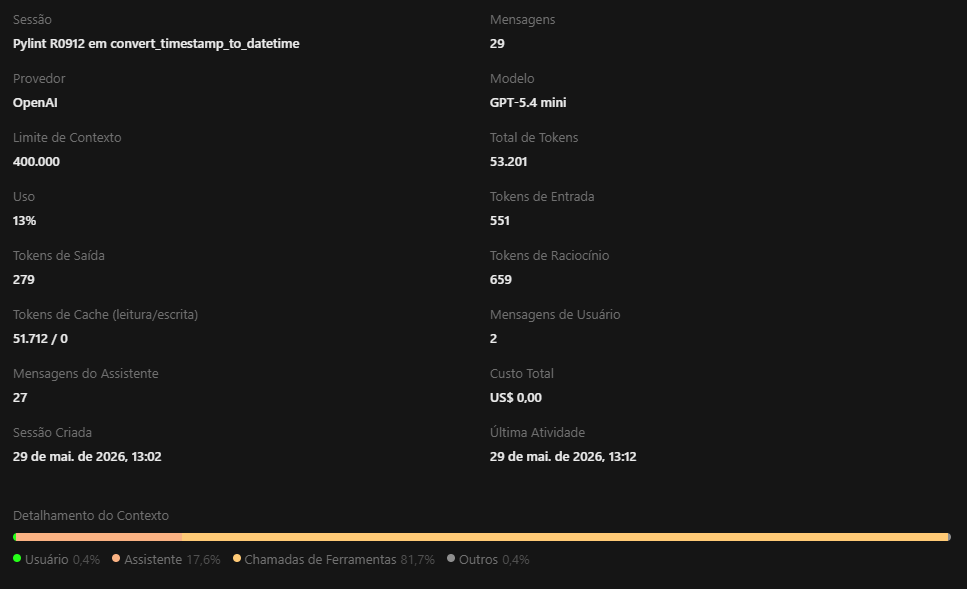 Sessão
Mensagens
Pylint R0912 em convert_timestamp_to_datetime
29
Provedor
Modelo
OpenAI
GPT-5.4 mini
Limite de Contexto
Total de Tokens
400.000
53.201
Uso
Tokens de Entrada
13%
551
Tokens de Saída
Tokens de Raciocínio
279
659
Tokens de Cache (leitura/escrita)
Mensagens de Usuário
51.712 / 0
2
Mensagens do Assistente
Custo Total
27
US$ 0,00
Sessão Criada
Última Atividade
29 de mai. de 2026, 13:02
29 de mai. de 2026, 13:12
Detalhamento do Contexto
Usuário 0,4% Assistente 17,6% Chamadas de Ferramentas 81,7% Outros 0,4%